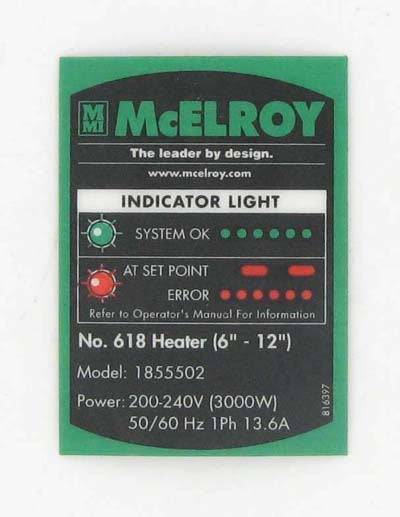 MMI McELROY
The leader by design.
www.mcelroy.com
INDICATOR LIGHT
SYSTEM OK
AT SET POINT
ERROR
Refer to Operator's Manual For Information
No. 618 Heater (6" - 12")
Model: 1855502
Power: 200-240V (3000W)
50/60 Hz 1Ph 13.6A
816397